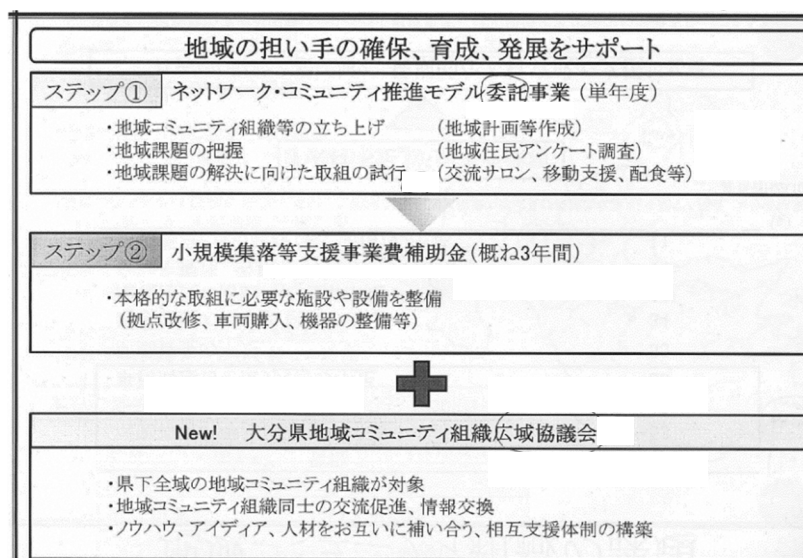 地域の担い手の確保、育成、発展をサポート
ステップ① ネットワーク・コミュニティ推進モデル委託事業（単年度）
・地域コミュニティ組織等の立ち上げ （地域計画等作成）
・地域課題の把握 （地域住民アンケート調査）
・地域課題の解決に向けた取組の試行 （交流サロン、移動支援、配食等）
ステップ② 小規模集落等支援事業費補助金（概ね3年間）
・本格的な取組に必要な施設や設備を整備
（拠点改修、車両購入、機器の整備等）
New! 大分県地域コミュニティ組織広域協議会
・県下全域の地域コミュニティ組織が対象
・地域コミュニティ組織同士の交流促進、情報交換
・ノウハウ、アイディア、人材をお互いに補い合う、相互支援体制の構築